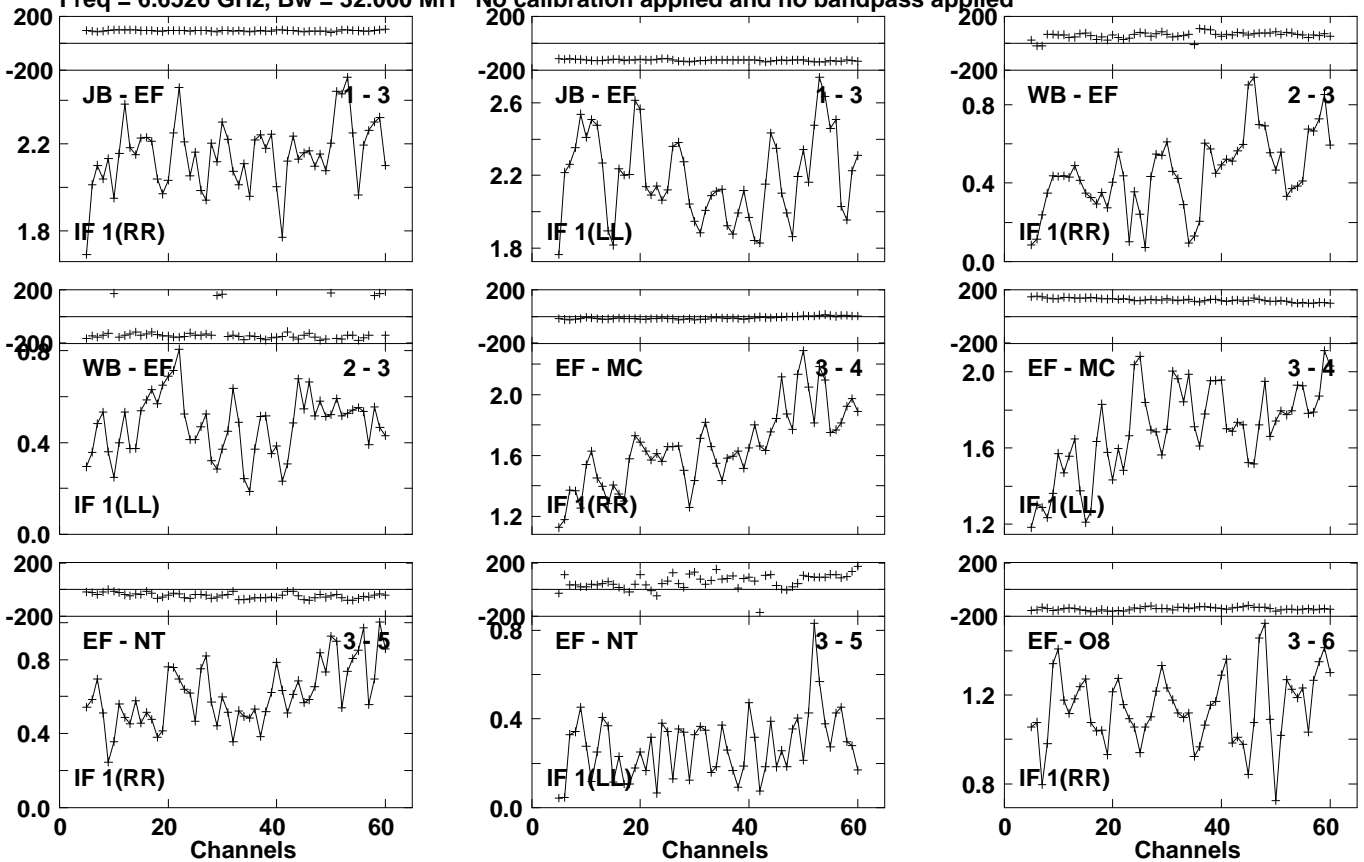 Freq = 6.6526 GHz, Bw = 32.000 MH No calibration applied and no bandpass applied
200
-200
JB - EF 1 - 3
2.2
1.8
IF 1(RR)
200
-200
JB - EF 1 - 3
2.6
2.2
1.8
IF 1(LL)
200
-200
WB - EF 2 - 3
0.8
0.4
0.0
IF 1(RR)
200
-200
0.8
WB - EF 2 - 3
0.4
0.0
IF 1(LL)
200
-200
EF - MC 3 - 4
2.0
1.6
1.2
IF 1(RR)
200
-200
EF - MC 3 - 4
2.0
1.6
1.2
IF 1(LL)
200
-200
EF - NT 3 - 5
0.8
0.4
0.0
IF 1(RR)
0 20 40 60
Channels
200
-200
0.8
EF - NT 3 - 5
0.4
0.0
IF 1(LL)
0 20 40 60
Channels
200
-200
EF - O8 3 - 6
1.2
0.8
IF 1(RR)
0 20 40 60
Channels